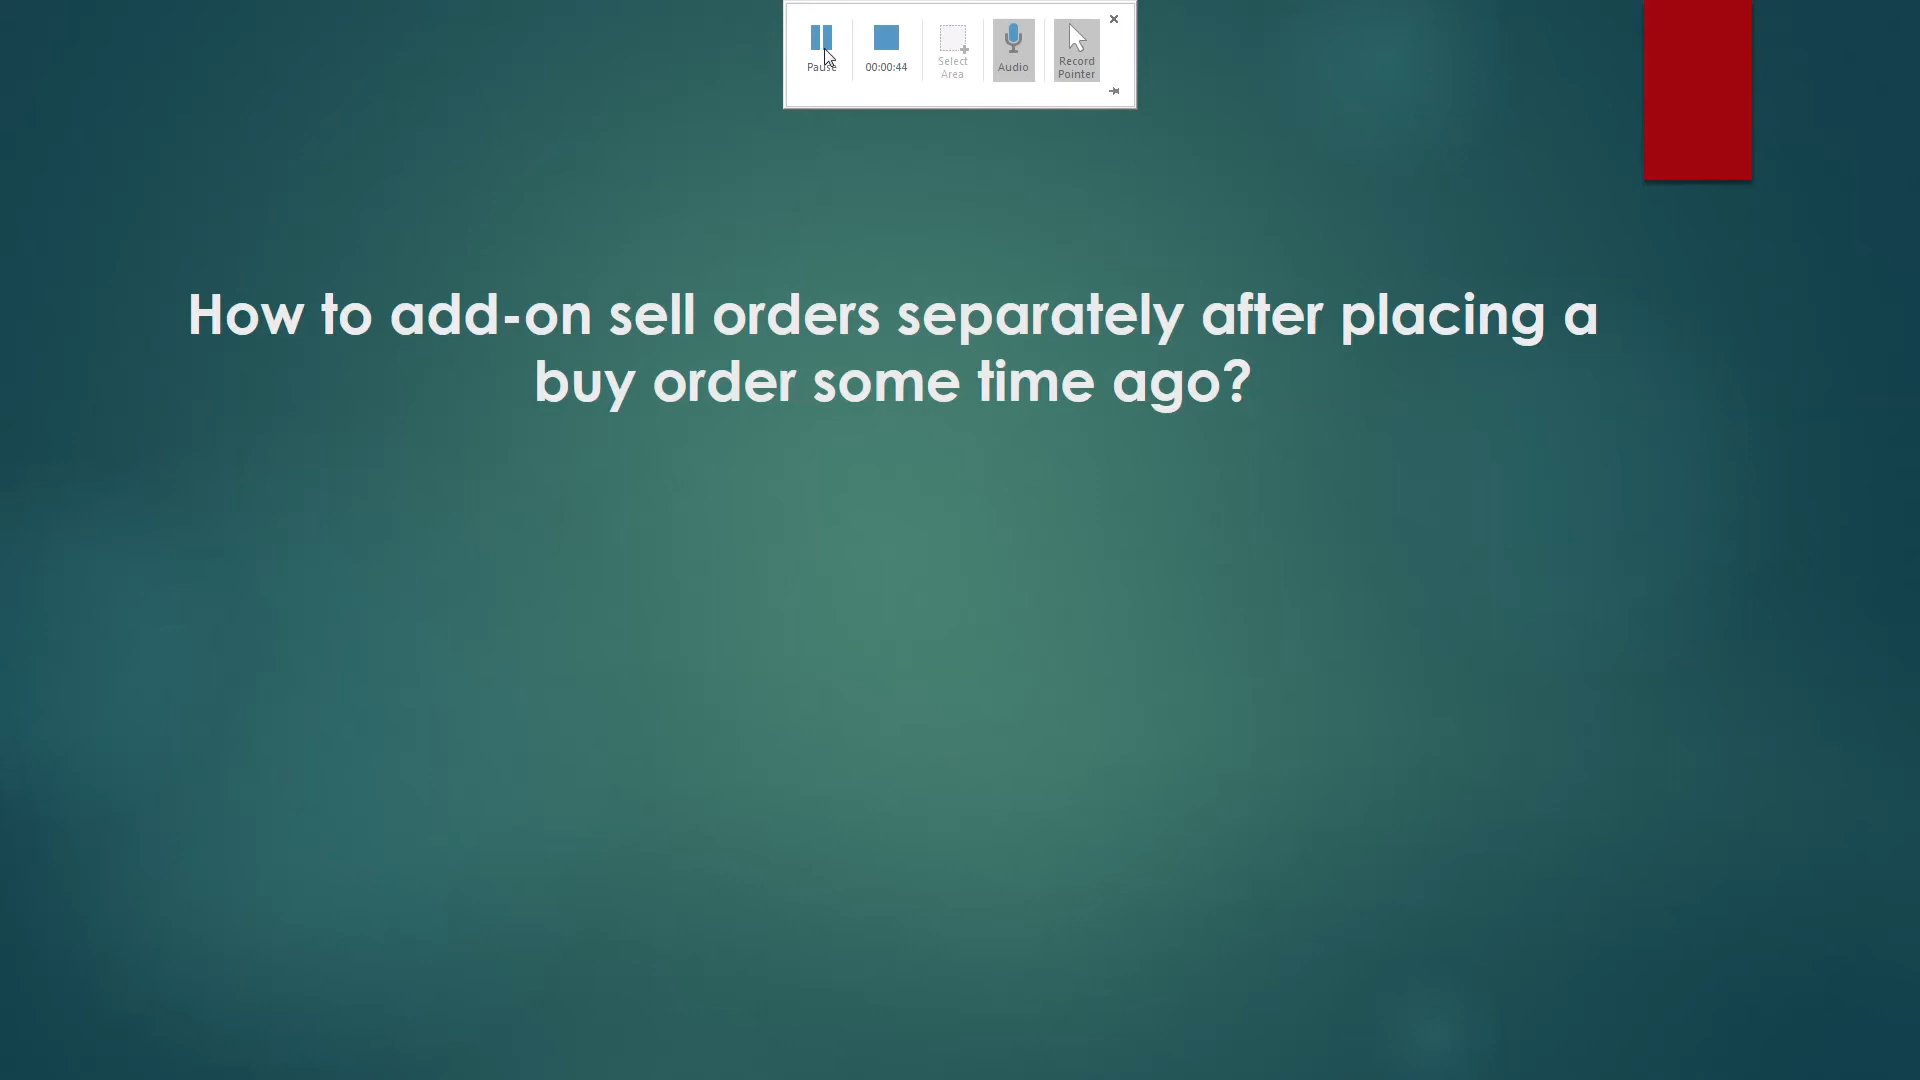 Pause
00:00:44
Select
Area
Audio
Record
Pointer
How to add-on sell orders separately after placing a
buy order some time ago?